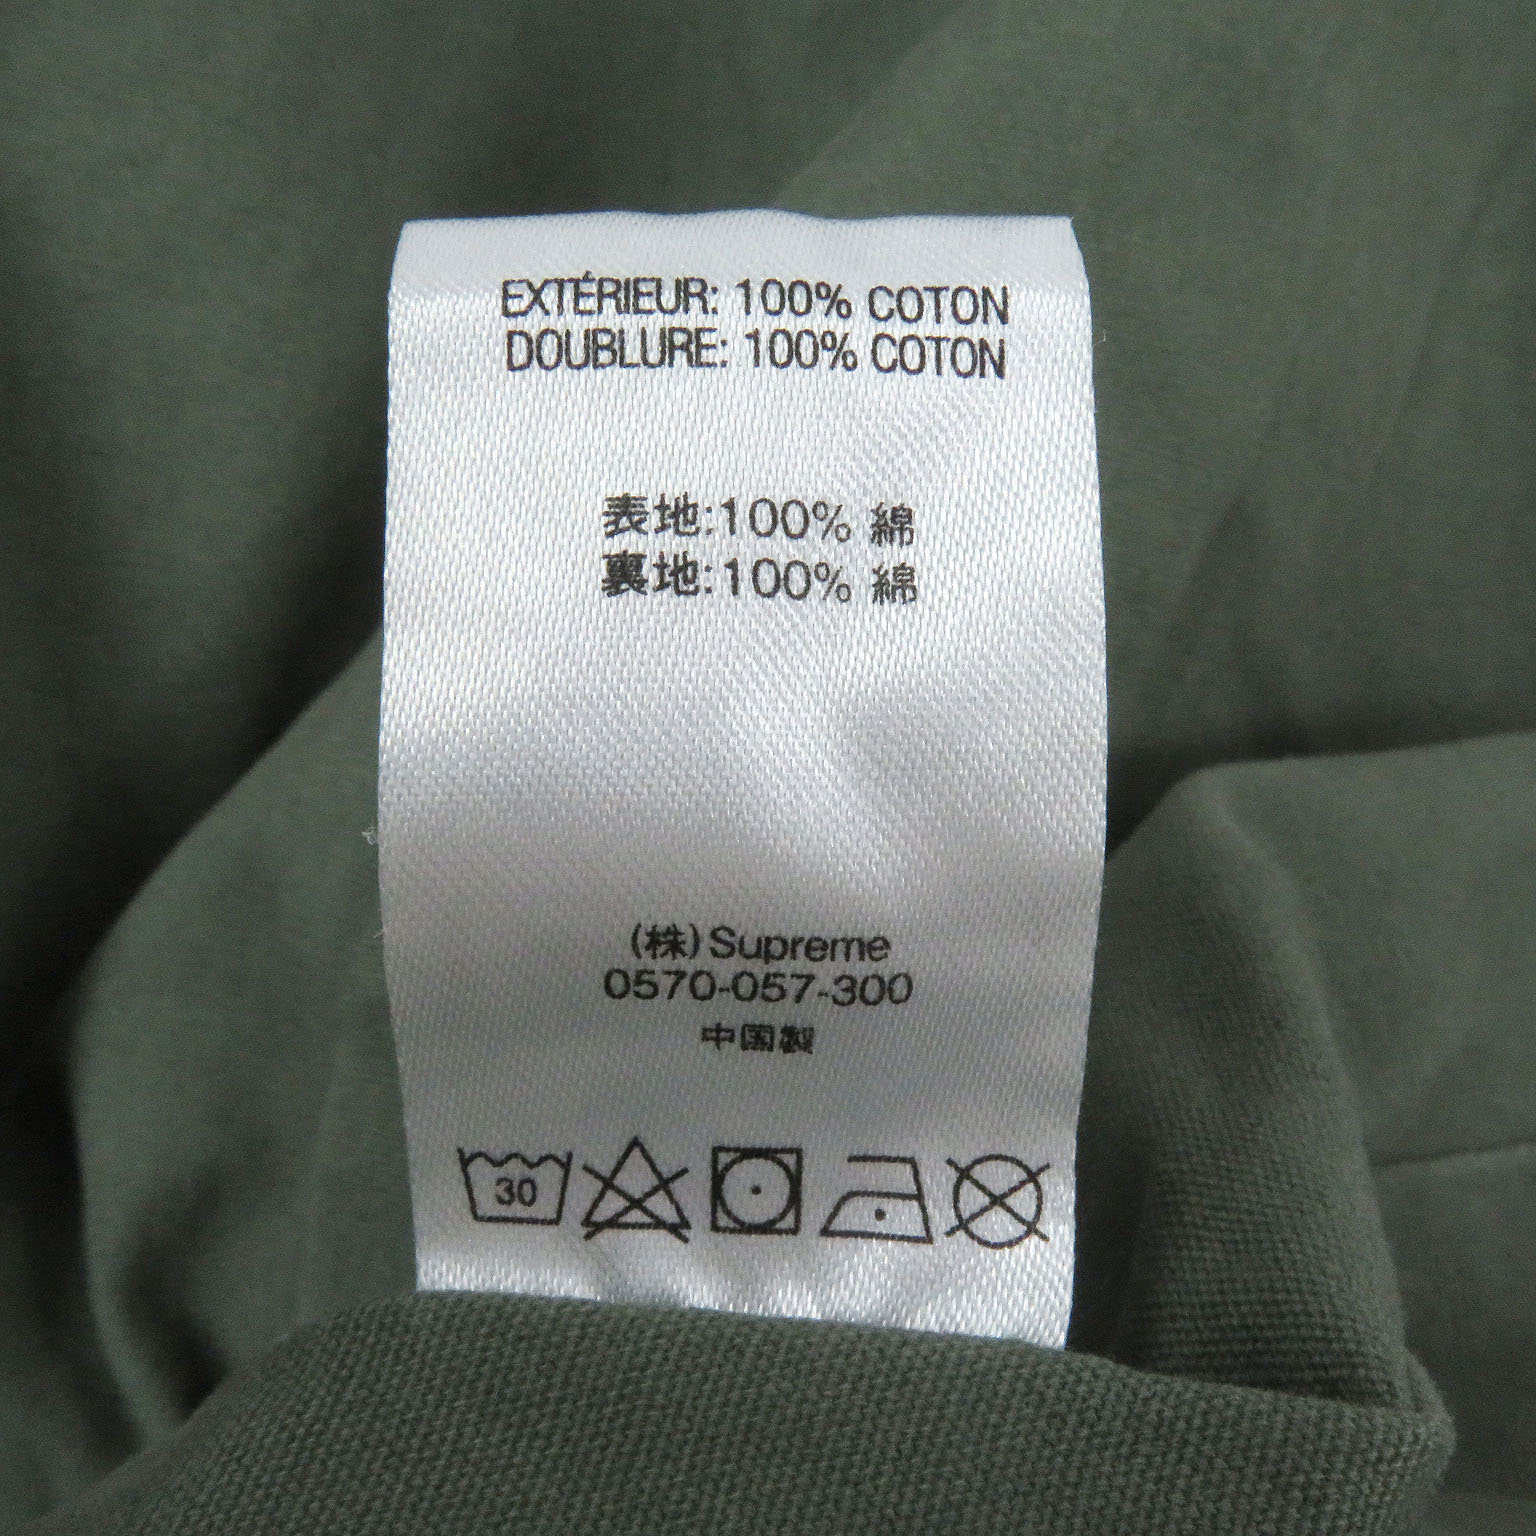 EXTÉRIEUR: 100% COTON
DOUBLURE: 100% COTON
表地:100% 綿
裏地:100% 綿
(株)Supreme
0570-057-300
中国製
30